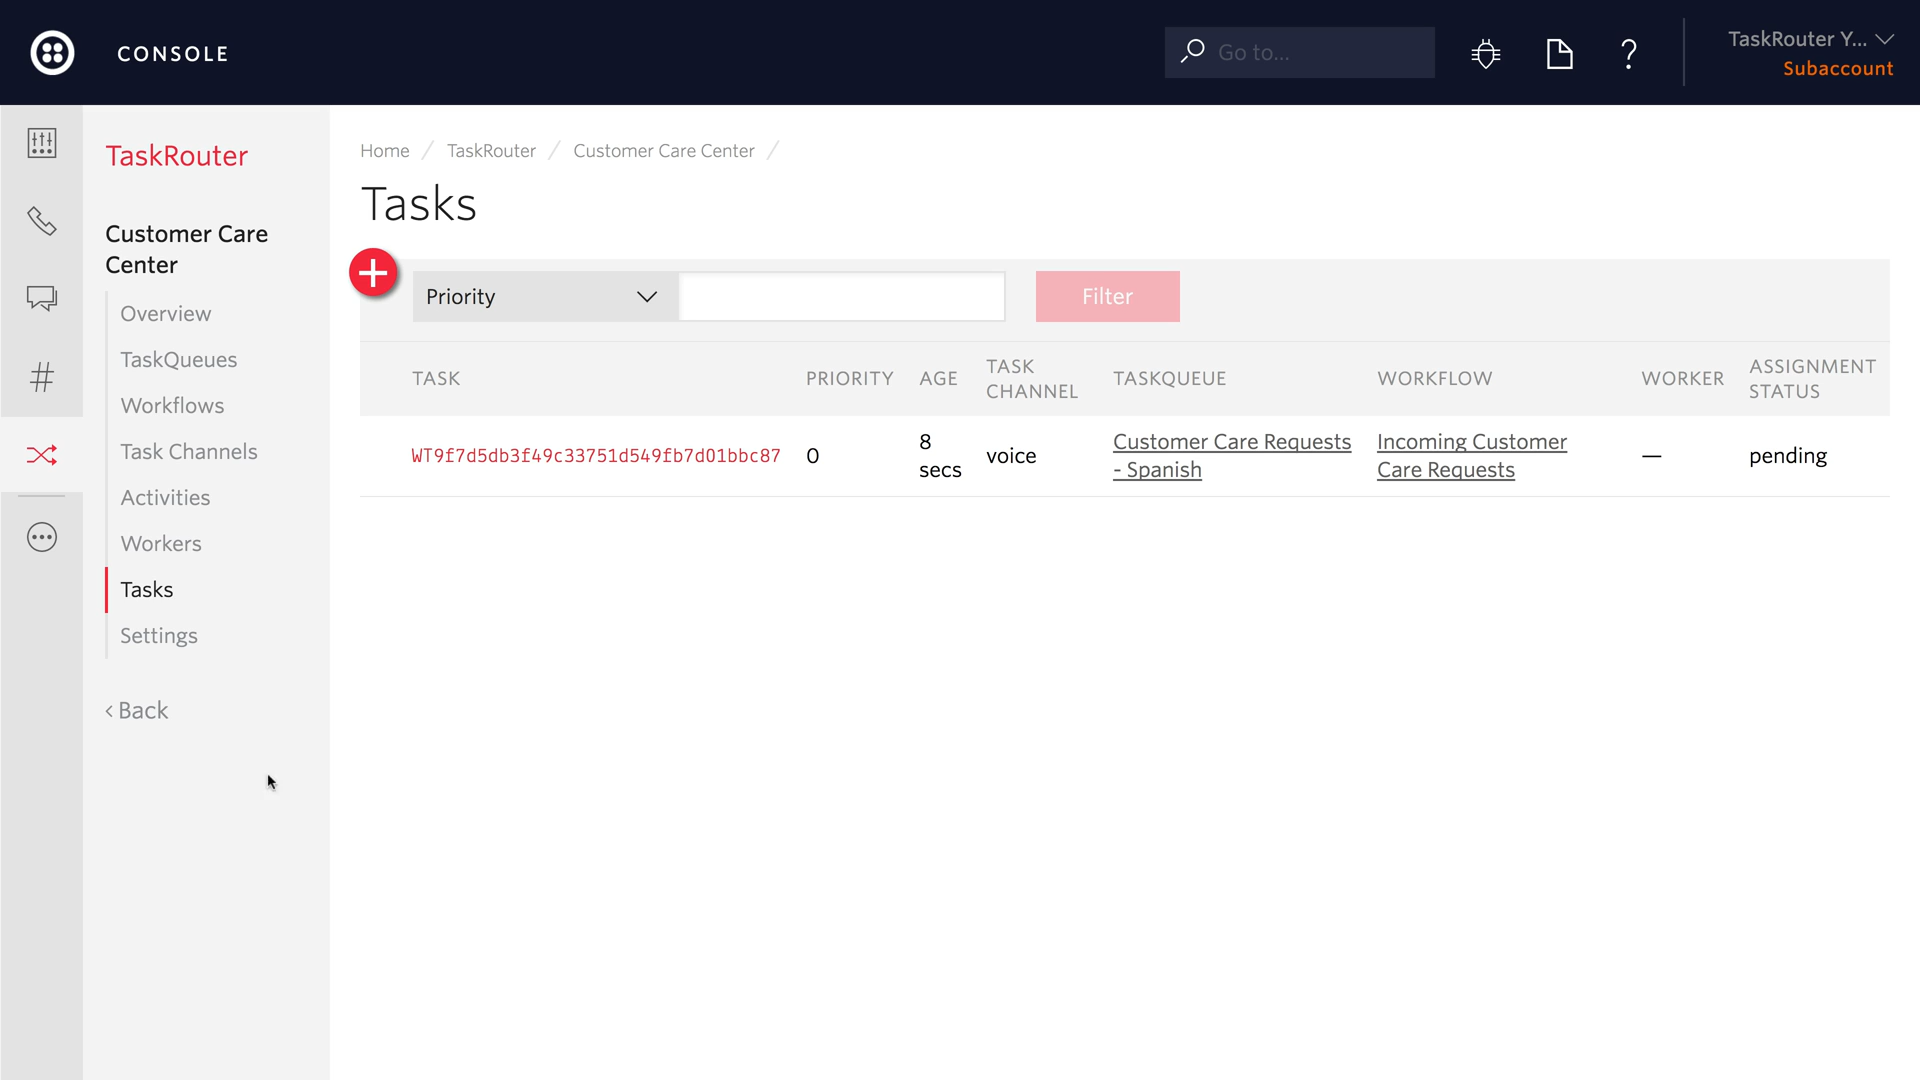 CONSOLE
Go to...
?
TaskRouter Y...
Subaccount
TaskRouter
Customer Care
Center
Overview
TaskQueues
Workflows
Task Channels
Activities
Workers
Tasks
Settings
Back
Home / TaskRouter / Customer Care Center /
Tasks
Priority
Filter
TASK PRIORITY AGE TASK CHANNEL TASKQUEUE WORKFLOW WORKER ASSIGNMENT STATUS
WT9f7d5db3f49c33751d549fb7d01bbc87 0 8 secs voice Customer Care Requests - Spanish Incoming Customer Care Requests — pending